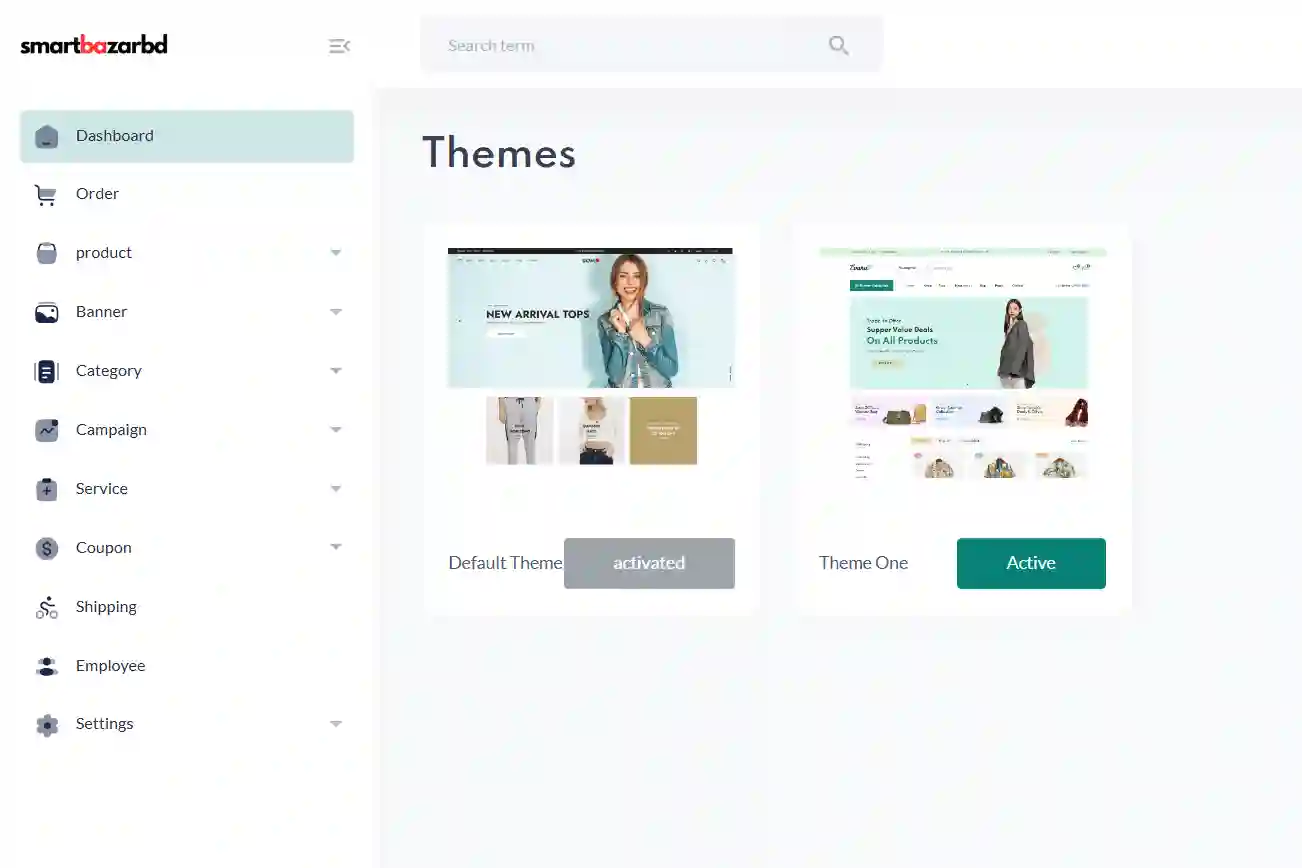 smartbazarbd
Search term
Dashboard
Order
product
Banner
Category
Campaign
Service
Coupon
Shipping
Employee
Settings
Themes
NEW ARRIVAL TOPS
Default Theme
activated
Supper Value Deals
On All Products
Theme One
Active